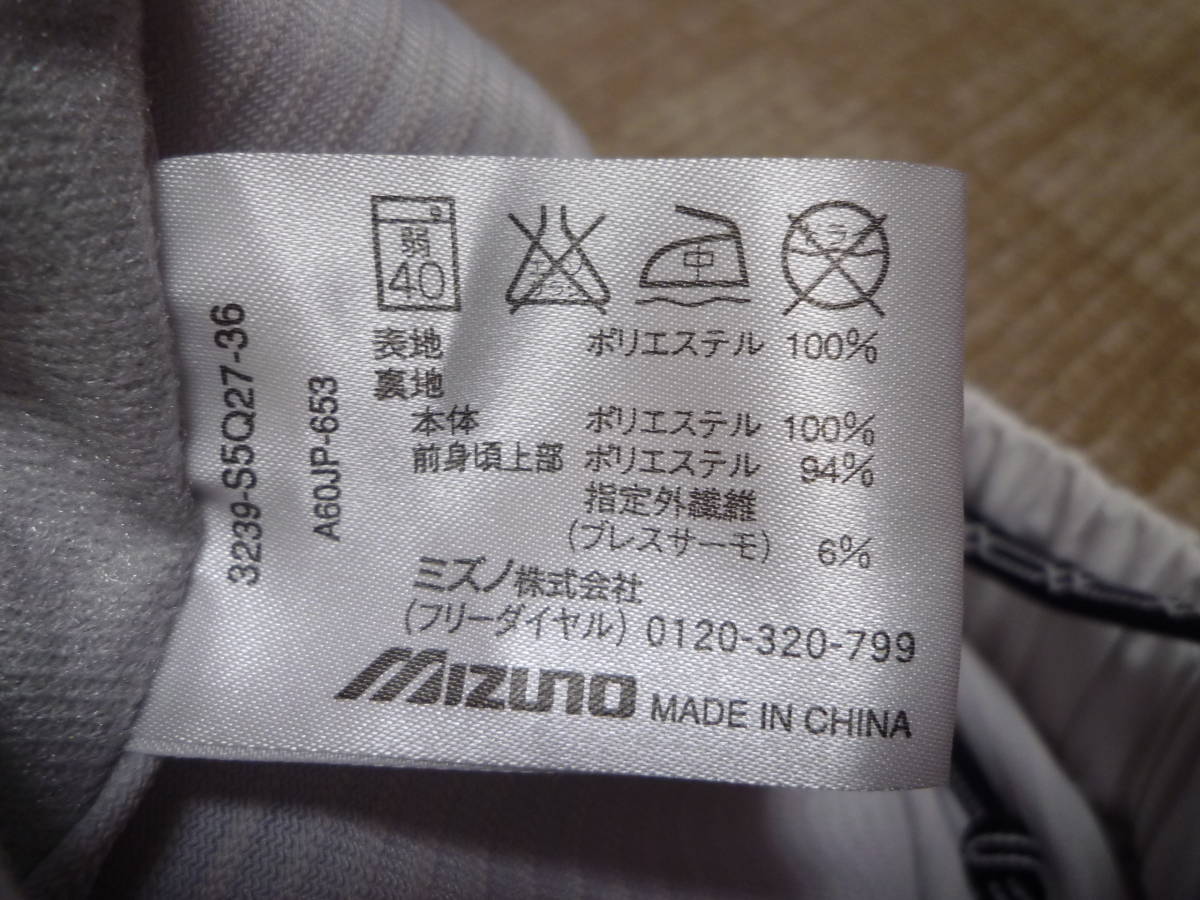 弱
40
中
表地 ポリエステル 100%
裏地
本体 ポリエステル 100%
前身頃上部 ポリエステル 94%
指定外繊維
(ブレスサーモ) 6%
ミズノ株式会社
(フリーダイヤル) 0120-320-799
MIZUNO MADE IN CHINA
3239-S5Q27-36
A60JP-653